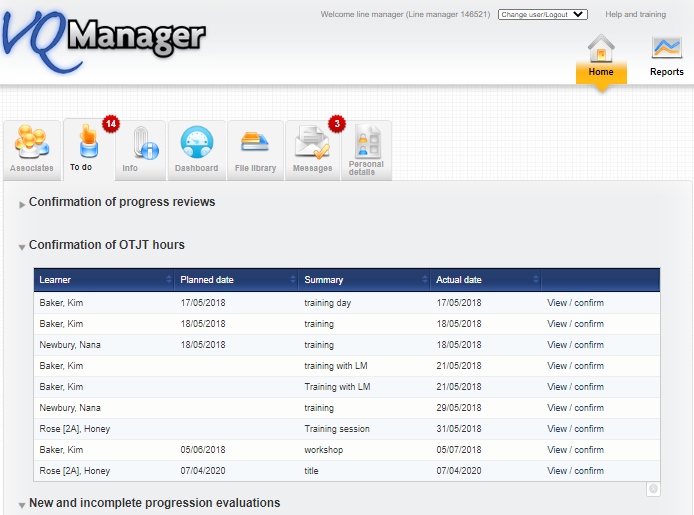 Welcome line manager (Line manager 146521) Change user/Logout Help and training
VQManager
Home Reports
14 3
Associates To do Info Dashboard File library Messages Personal details
Confirmation of progress reviews
Confirmation of OTJT hours
Learner Planned date Summary Actual date
Baker, Kim 17/05/2018 training day 17/05/2018 View / confirm
Baker, Kim 18/05/2018 training 18/05/2018 View / confirm
Newbury, Nana 18/05/2018 training 18/05/2018 View / confirm
Baker, Kim training with LM 21/05/2018 View / confirm
Baker, Kim Training with LM 21/05/2018 View / confirm
Newbury, Nana training 29/05/2018 View / confirm
Rose [2A], Honey Training session 31/05/2018 View / confirm
Baker, Kim 05/06/2018 workshop 05/07/2018 View / confirm
Rose [2A], Honey 07/04/2020 title 07/04/2020 View / confirm
New and incomplete progression evaluations